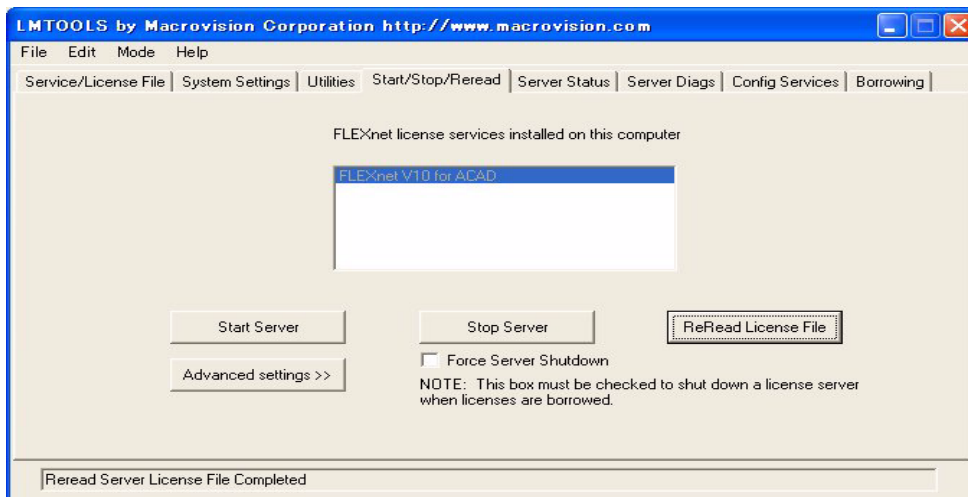 LMTOOLS by Macrovision Corporation http://www.macrovision.com
File Edit Mode Help
Service/License File System Settings Utilities Start/Stop/Reread Server Status Server Diags Config Services Borrowing
FLEXnet license services installed on this computer
FLEXnet V10 for ACAD
Start Server Stop Server ReRead License File
Force Server Shutdown
Advanced settings >>
NOTE: This box must be checked to shut down a license server
when licenses are borrowed.
Reread Server License File Completed